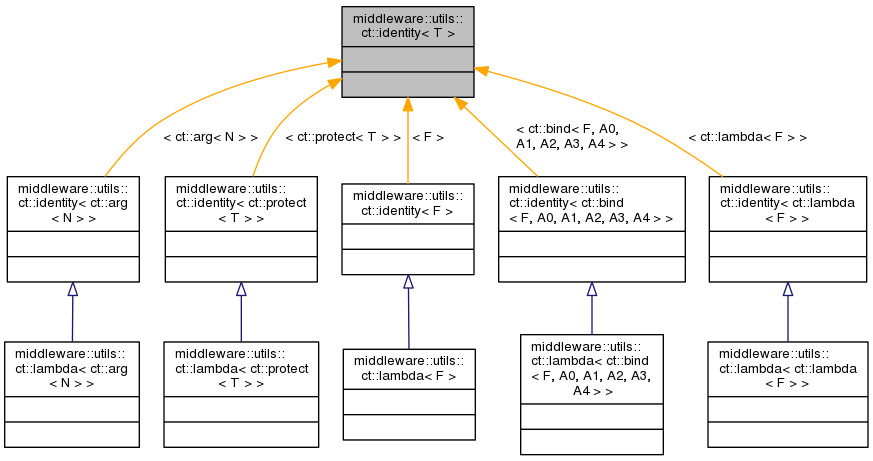 middleware::utils::
ct::identity< T >
< ct::arg< N > >
< ct::protect< T > >
< F >
< ct::bind< F, A0,
A1, A2, A3, A4 > >
< ct::lambda< F > >
middleware::utils::
ct::identity< ct::arg
< N > >
middleware::utils::
ct::identity< ct::protect
< T > >
middleware::utils::
ct::identity< F >
middleware::utils::
ct::identity< ct::bind
< F, A0, A1, A2, A3, A4 > >
middleware::utils::
ct::identity< ct::lambda
< F > >
middleware::utils::
ct::lambda< ct::arg
< N > >
middleware::utils::
ct::lambda< ct::protect
< T > >
middleware::utils::
ct::lambda< F >
middleware::utils::
ct::lambda< ct::bind
< F, A0, A1, A2, A3,
A4 > >
middleware::utils::
ct::lambda< ct::lambda
< F > >